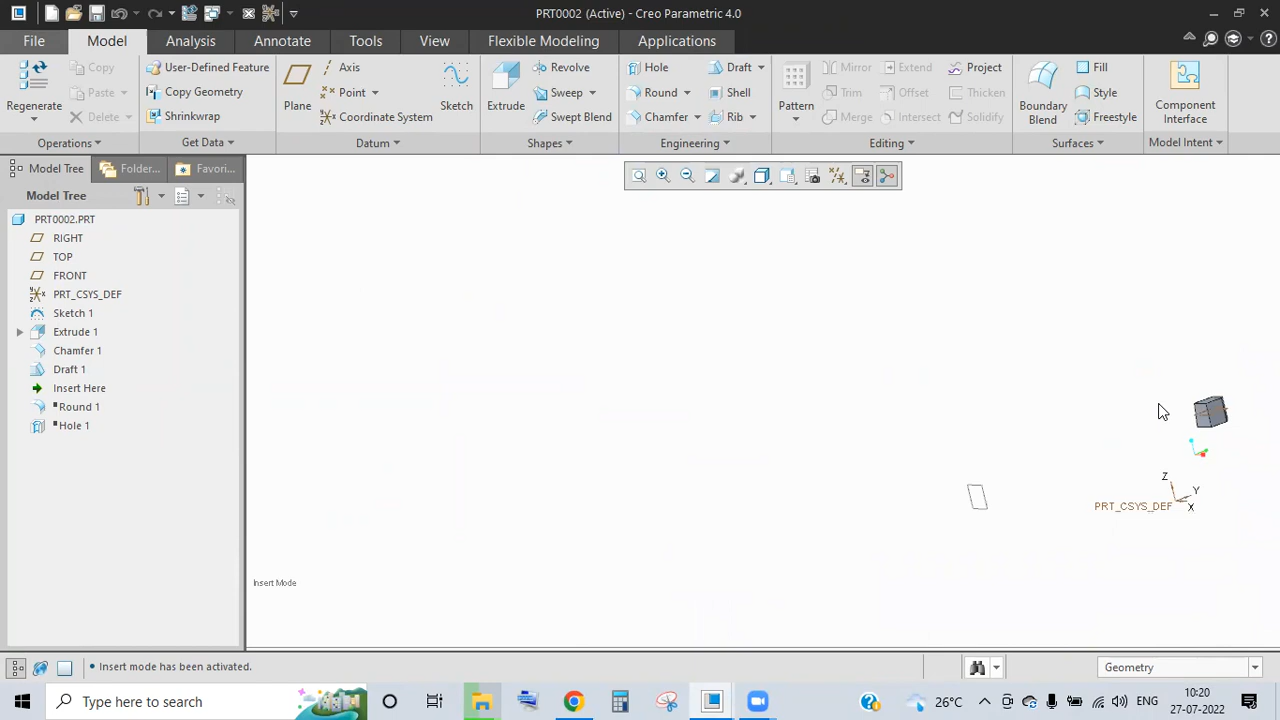 PRT0002 (Active) - Creo Parametric 4.0
File Model Analysis Annotate Tools View Flexible Modeling Applications
Regenerate
Copy
Paste
Delete
Operations
User-Defined Feature
Copy Geometry
Shrinkwrap
Get Data
Plane
Axis
Point
Coordinate System
Sketch
Datum
Extrude
Revolve
Sweep
Swept Blend
Shapes
Hole
Round
Chamfer
Draft
Shell
Rib
Engineering
Pattern
Mirror
Trim
Merge
Extend
Offset
Intersect
Project
Thicken
Solidify
Editing
Boundary
Blend
Fill
Style
Freestyle
Surfaces
Component
Interface
Model Intent
Model Tree Folder... Favori...
Model Tree
PRT0002.PRT
RIGHT
TOP
FRONT
PRT_CSYS_DEF
Sketch 1
Extrude 1
Chamfer 1
Draft 1
Insert Here
Round 1
Hole 1
Z
Y
PRT_CSYS_DEF X
Insert Mode
• Insert mode has been activated.
Geometry
Type here to search
26°C
ENG
10:20
27-07-2022